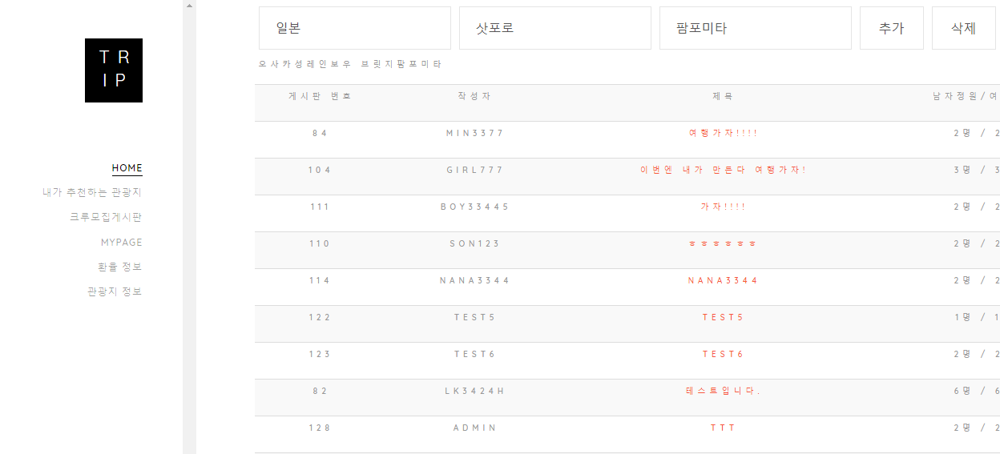 TR
IP
HOME
내가 추천하는 관광지
크루모집게시판
MYPAGE
환율 정보
관광지 정보
일본 삿포로 팜포미타 추가 삭제
오사카성레인보우 브릿지팜포미타
게시판 번호 작성자 제목 남자정원/여
84 MIN3377 여행가자!!!! 2명 / 2
104 GIRL777 이번엔 내가 만든다 여행가자! 3명 / 3
111 BOY33445 가자!!!! 2명 / 2
110 SON123 ㅎㅎㅎㅎㅎㅎ 2명 / 2
114 NANA3344 NANA3344 2명 / 2
122 TEST5 TEST5 1명 / 1
123 TEST6 TEST6 2명 / 2
82 LK3424H 테스트입니다. 6명 / 6
128 ADMIN TTT 2명 / 2